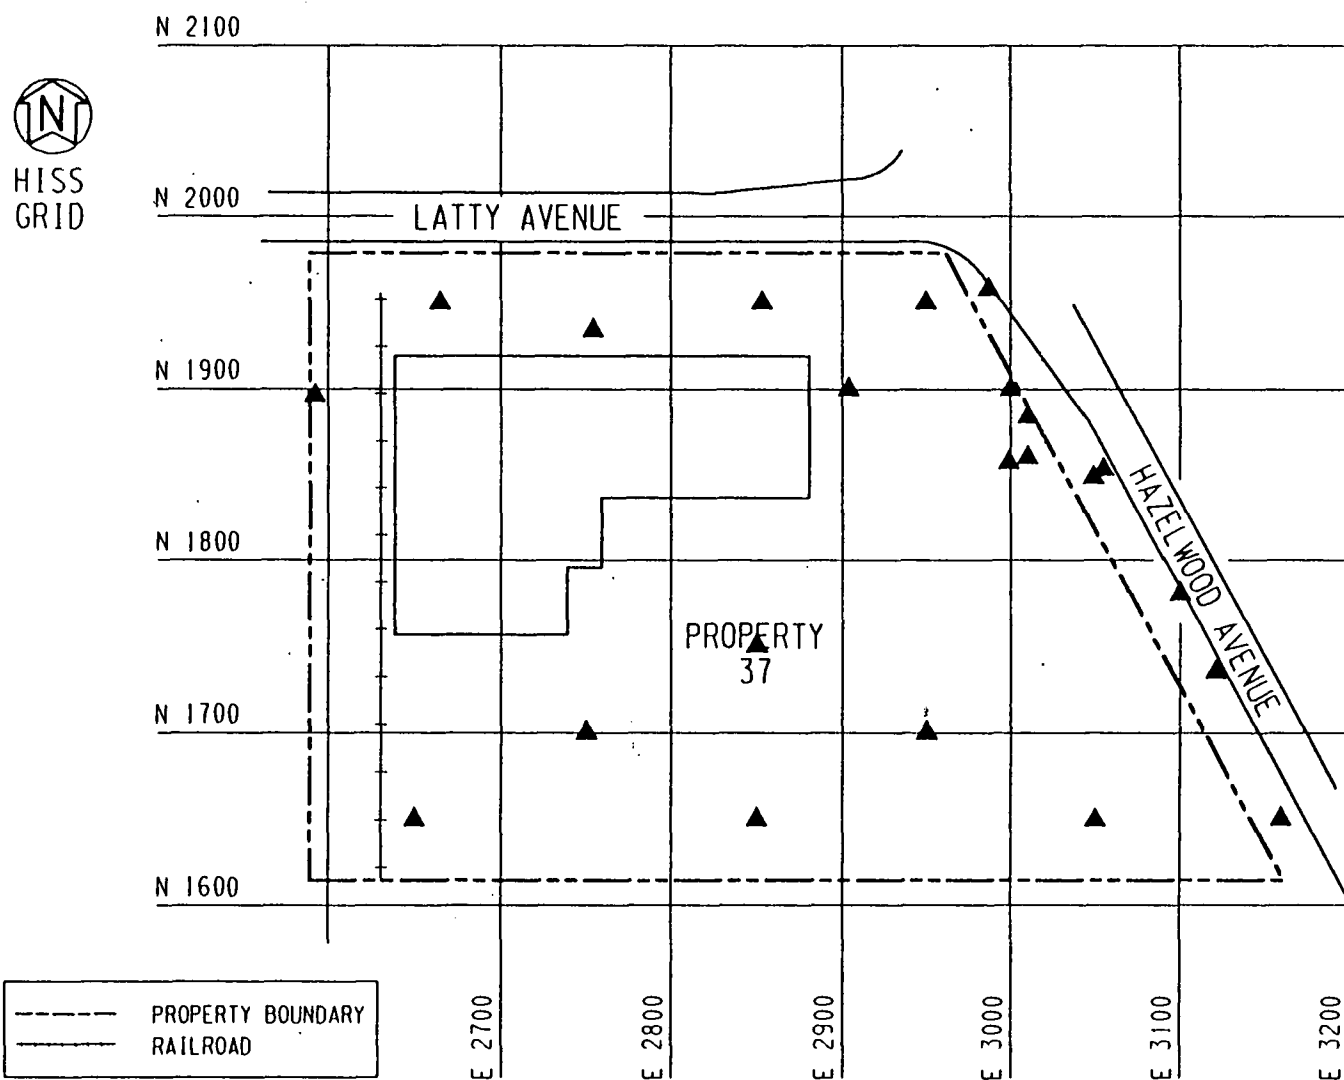 N 2100
N
HISS
GRID
N 2000
LATTY AVENUE
N 1900
HAZELWOOD AVENUE
N 1800
PROPERTY
37
N 1700
N 1600
PROPERTY BOUNDARY
RAILROAD
E 2700
E 2800
E 2900
E 3000
E 3100
E 3200